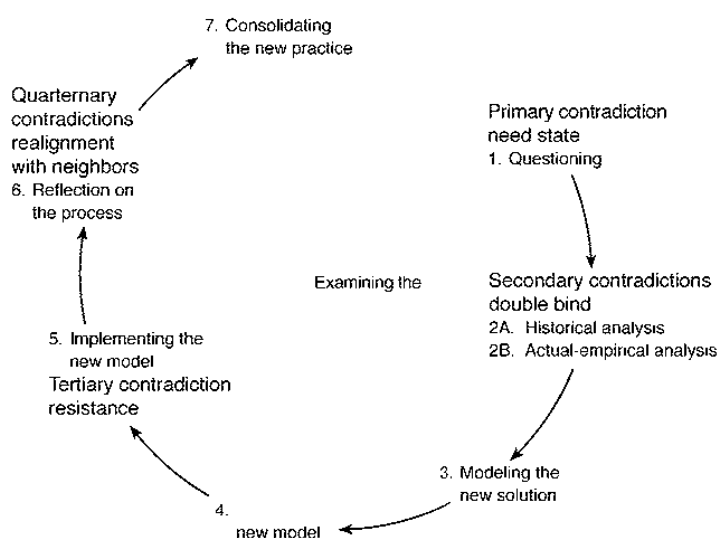 7. Consolidating
the new practice
Quarternary
contradictions
realignment
with neighbors
6. Reflection on
the process
Primary contradiction
need state
1. Questioning
Examining the
Secondary contradictions
double bind
2A. Historical analysis
2B. Actual-empirical analysis
5. Implementing the
new model
Tertiary contradiction
resistance
3. Modeling the
new solution
4.
new model